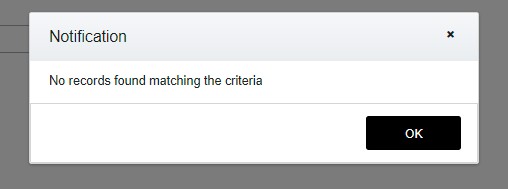 Notification
×
No records found matching the criteria
OK